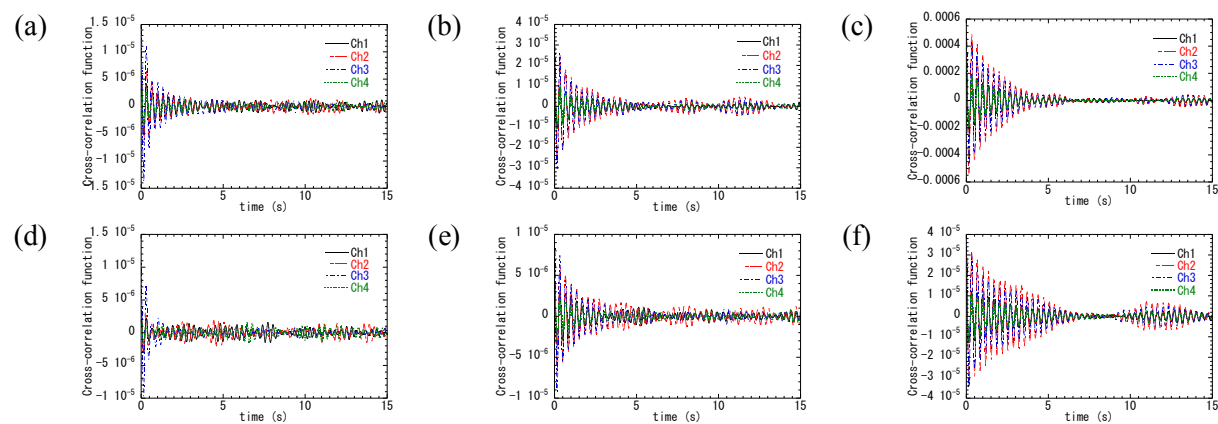 (a)
Cross-correlation function
1.5 10⁻⁵
1 10⁻⁵
5 10⁻⁶
0
-5 10⁻⁶
-1 10⁻⁵
1.5 10⁻⁵
Ch1
Ch2
Ch3
Ch4
0 5 10 15
time (s)
(b)
Cross-correlation function
4 10⁻⁵
3 10⁻⁵
2 10⁻⁵
1 10⁻⁵
0
-1 10⁻⁵
-2 10⁻⁵
-3 10⁻⁵
-4 10⁻⁵
Ch1
Ch2
Ch3
Ch4
0 5 10 15
time (s)
(c)
Cross-correlation function
0.0006
0.0004
0.0002
0
-0.0002
-0.0004
-0.0006
Ch1
Ch2
Ch3
Ch4
0 5 10 15
time (s)
(d)
Cross-correlation function
1.5 10⁻⁵
1 10⁻⁵
5 10⁻⁶
0
-5 10⁻⁶
-1 10⁻⁵
Ch1
Ch2
Ch3
Ch4
0 5 10 15
time (s)
(e)
Cross-correlation function
1 10⁻⁵
5 10⁻⁶
0
-5 10⁻⁶
-1 10⁻⁵
Ch1
Ch2
Ch3
Ch4
0 5 10 15
time (s)
(f)
Cross-correlation function
4 10⁻⁵
3 10⁻⁵
2 10⁻⁵
1 10⁻⁵
0
-1 10⁻⁵
-2 10⁻⁵
-3 10⁻⁵
-4 10⁻⁵
Ch1
Ch2
Ch3
Ch4
0 5 10 15
time (s)